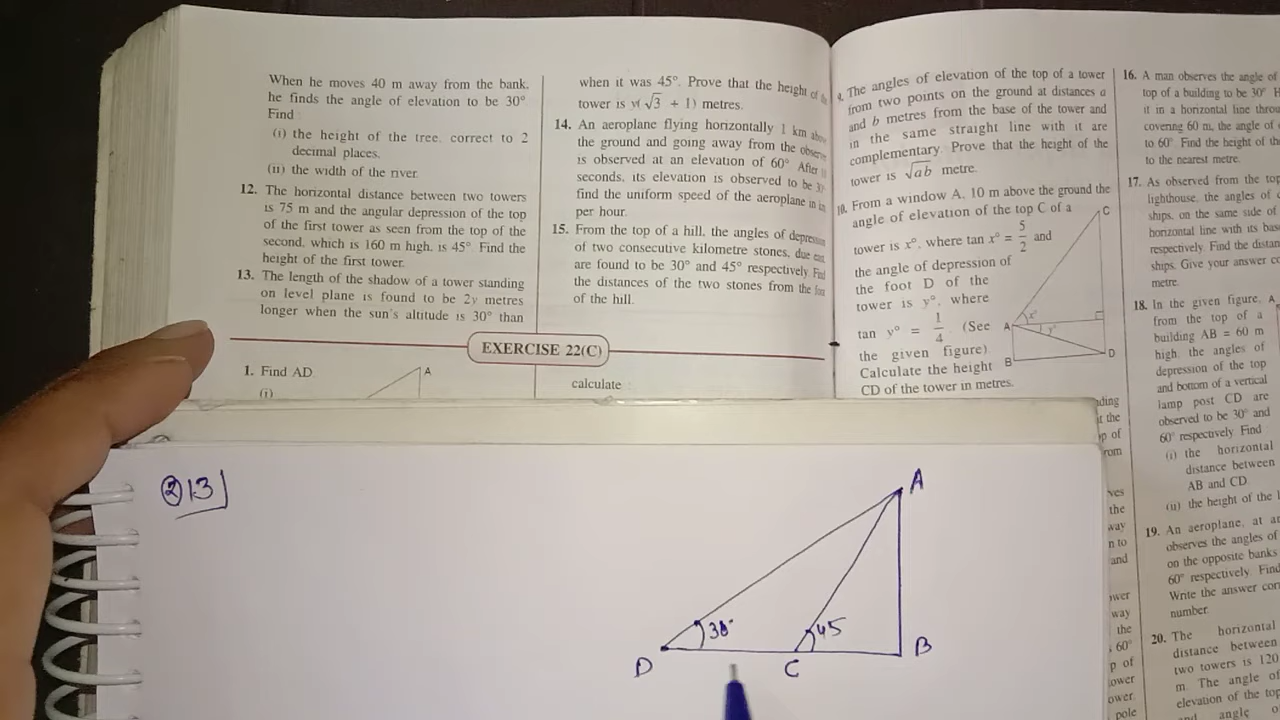 When he moves 40 m away from the bank,
he finds the angle of elevation to be 30°.
Find
(i) the height of the tree, correct to 2
decimal places.
(ii) the width of the river.
12. The horizontal distance between two towers
is 75 m and the angular depression of the top
of the first tower as seen from the top of the
second, which is 160 m high, is 45°. Find the
height of the first tower.
13. The length of the shadow of a tower standing
on level plane is found to be 2y metres
longer when the sun's altitude is 30° than
when it was 45°. Prove that the height of the
tower is y(√3 + 1) metres.
14. An aeroplane flying horizontally 1 km
the ground and going away from the
is observed at an elevation of 60°. After
seconds, its elevation is observed to be
find the uniform speed of the aeroplane in
per hour.
15. From the top of a hill, the angles of
of two consecutive kilometre stones, due
are found to be 30° and 45° respectively.
the distances of the two stones from the
of the hill.
EXERCISE 22(C)
1. Find AD.
(i)
A
calculate
The angles of elevation of the top of a tower
from two points on the ground at distances a
and b metres from the base of the tower and
in the same straight line with it are
complementary. Prove that the height of the
tower is √ab metre.
10. From a window A, 10 m above the ground the
angle of elevation of the top C of a
tower is x°, where tan x° = 5/2 and
the angle of depression of
the foot D of the
tower is y°, where
tan y° = 1/4. (See
the given figure).
Calculate the height
CD of the tower in metres.
C
A
x°
y°
B
D
16. A man observes the angle of
top of a building to be 30°.
it in a horizontal line
covering 60 m, the angle of
to 60°. Find the height of the
to the nearest metre.
17. As observed from the top
lighthouse, the angles of
ships, on the same side of
horizontal line with its
respectively. Find the
ships. Give your answer
metre.
18. In the given figure,
from the top of a
building AB = 60 m
high, the angles of
depression of the top
and bottom of a vertical
lamp post CD are
observed to be 30° and
60° respectively. Find
(i) the horizontal
distance between
AB and CD.
(ii) the height of the
19. An aeroplane, at
observes the angles of
on the opposite banks
60° respectively. Find
Write the answer
number.
20. The horizontal
distance between
two towers is 120
m. The angle of
elevation of the top
and angle
the
from
the
way
and
way
the
60°
pole
② 13
A
30°
45
D
C
B